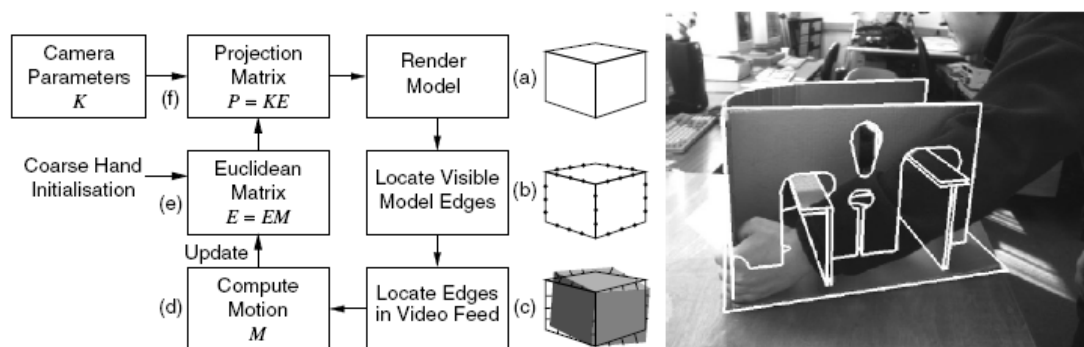 Camera
Parameters
K
(f)
Projection
Matrix
P = KE
Render
Model
(a)
Coarse Hand
Initialisation
(e)
Euclidean
Matrix
E = EM
Locate Visible
Model Edges
(b)
Update
(d)
Compute
Motion
M
Locate Edges
in Video Feed
(c)